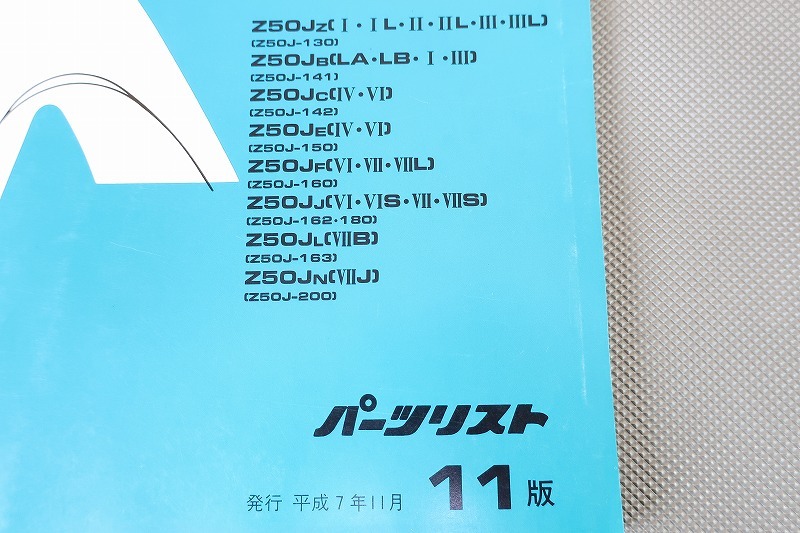 Z50JZ(Ⅰ・ⅠL・Ⅱ・ⅡL・Ⅲ・ⅢL)
(Z50J-130)
Z50JB(LA・LB・Ⅰ・Ⅲ)
(Z50J-141)
Z50JC(Ⅳ・Ⅵ)
(Z50J-142)
Z50JE(Ⅳ・Ⅵ)
(Z50J-150)
Z50JF(Ⅵ・Ⅶ・ⅦL)
(Z50J-160)
Z50JJ(Ⅵ・ⅥS・Ⅶ・ⅦS)
(Z50J-162・180)
Z50JL(ⅦB)
(Z50J-163)
Z50JN(ⅦJ)
(Z50J-200)
パーツリスト
発行 平成7年11月 11版